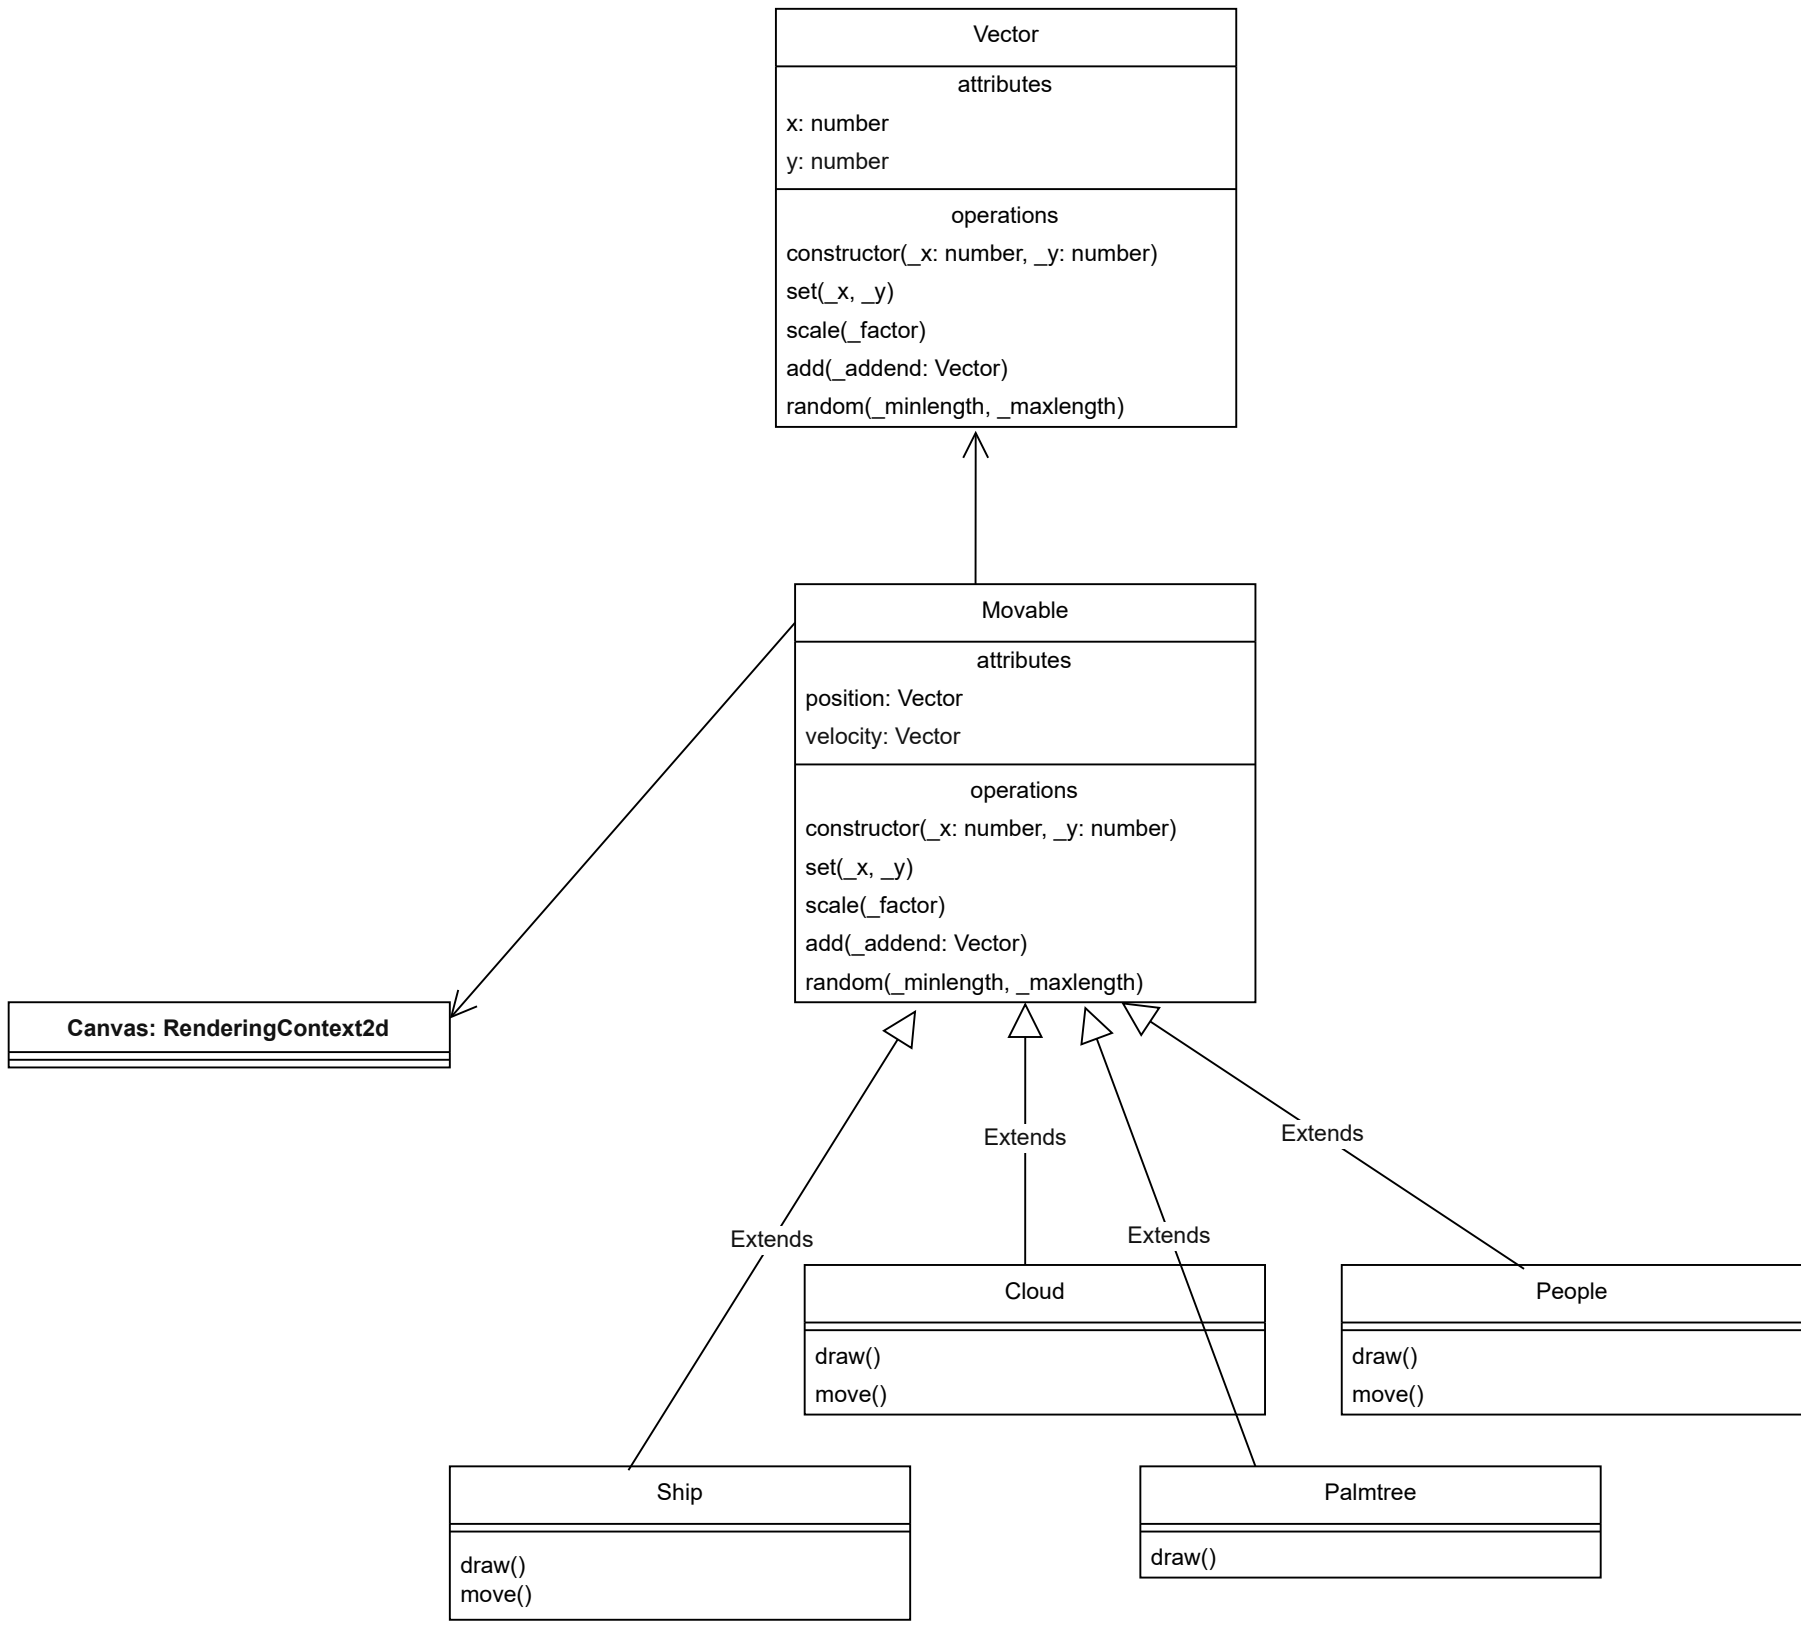 Vector
attributes
x: number
y: number
operations
constructor(_x: number, _y: number)
set(_x, _y)
scale(_factor)
add(_addend: Vector)
random(_minlength, _maxlength)
Movable
attributes
position: Vector
velocity: Vector
operations
constructor(_x: number, _y: number)
set(_x, _y)
scale(_factor)
add(_addend: Vector)
random(_minlength, _maxlength)
Canvas: RenderingContext2d
Extends
Extends
Extends
Extends
Cloud
draw()
move()
People
draw()
move()
Ship
draw()
move()
Palmtree
draw()